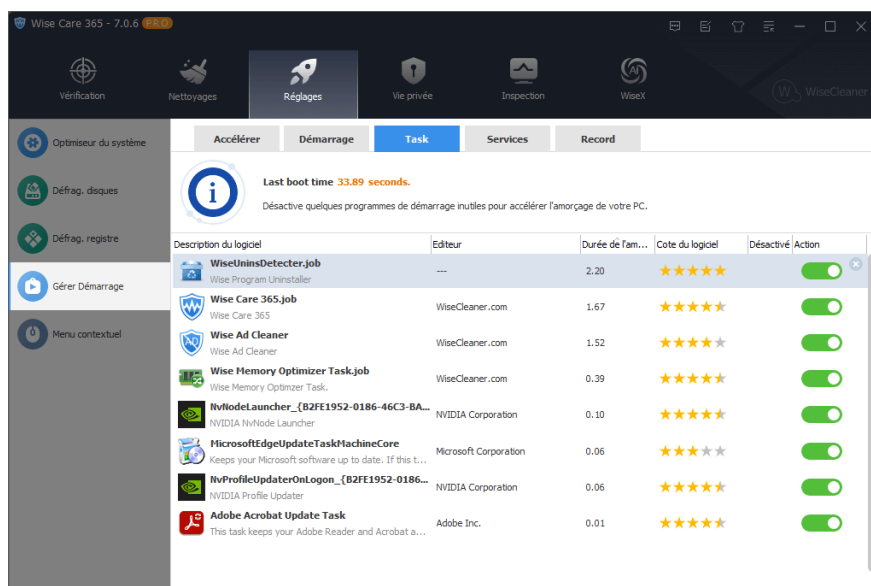 Wise Care 365 - 7.0.6 PRO
Vérification
Nettoyages
Réglages
Vie privée
Inspection
AI
WiseX
W WiseCleaner
Optimiseur du système
Défrag. disques
Défrag. registre
Gérer Démarrage
Menu contextuel
Accélérer Démarrage Task Services Record
Last boot time 33.89 seconds.
Désactive quelques programmes de démarrage inutiles pour accélérer l'amorçage de votre PC.
Description du logiciel Editeur Durée de l'am... Cote du logiciel Désactivé Action
WiseUninsDetecter.job
Wise Program Uninstaller
--- 2.20
Wise Care 365.job
Wise Care 365
WiseCleaner.com 1.67
AD
Wise Ad Cleaner
Wise Ad Cleaner
WiseCleaner.com 1.52
Wise Memory Optimizer Task.job
Wise Memory Optimzer Task.
WiseCleaner.com 0.39
NvNodeLauncher_{B2FE1952-0186-46C3-BA...
NVIDIA NvNode Launcher
NVIDIA Corporation 0.10
MicrosoftEdgeUpdateTaskMachineCore
Keeps your Microsoft software up to date. If this t...
Microsoft Corporation 0.06
NvProfileUpdaterOnLogon_{B2FE1952-0186...
NVIDIA Profile Updater
NVIDIA Corporation 0.06
Adobe Acrobat Update Task
This task keeps your Adobe Reader and Acrobat a...
Adobe Inc. 0.01